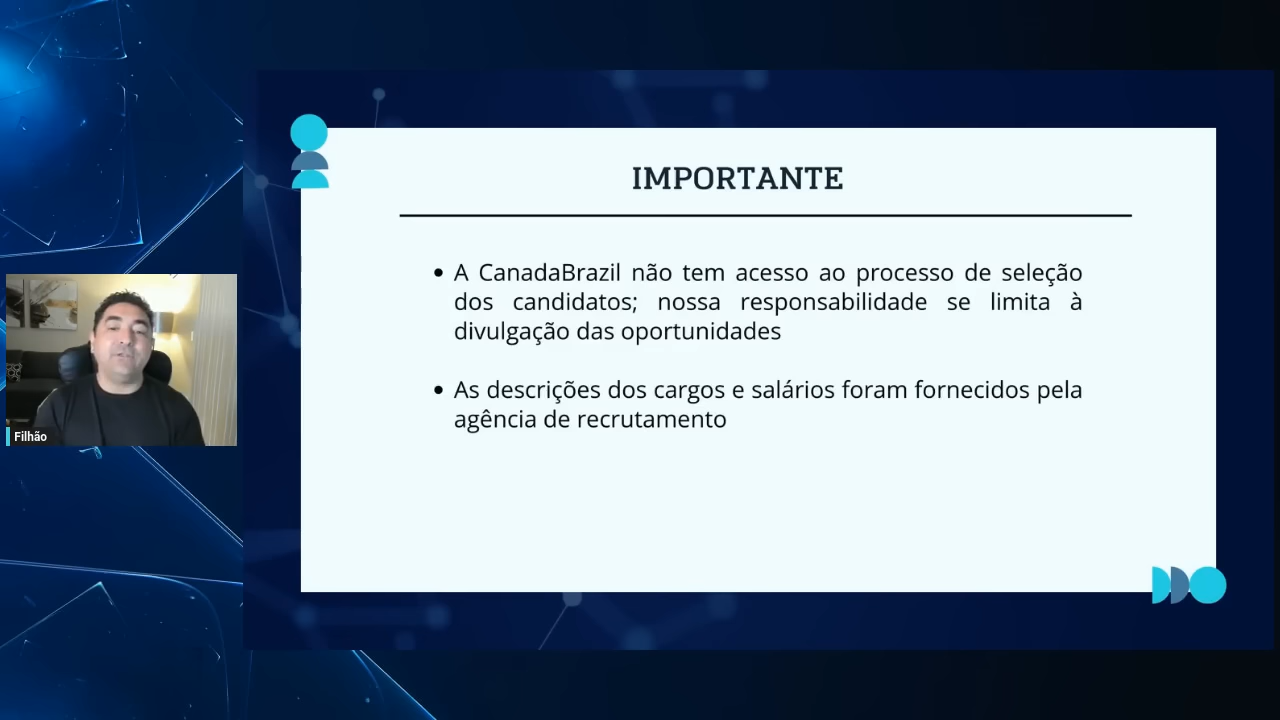 IMPORTANTE
• A CanadaBrazil não tem acesso ao processo de seleção
dos candidatos; nossa responsabilidade se limita à
divulgação das oportunidades
• As descrições dos cargos e salários foram fornecidos pela
agência de recrutamento
Filhão